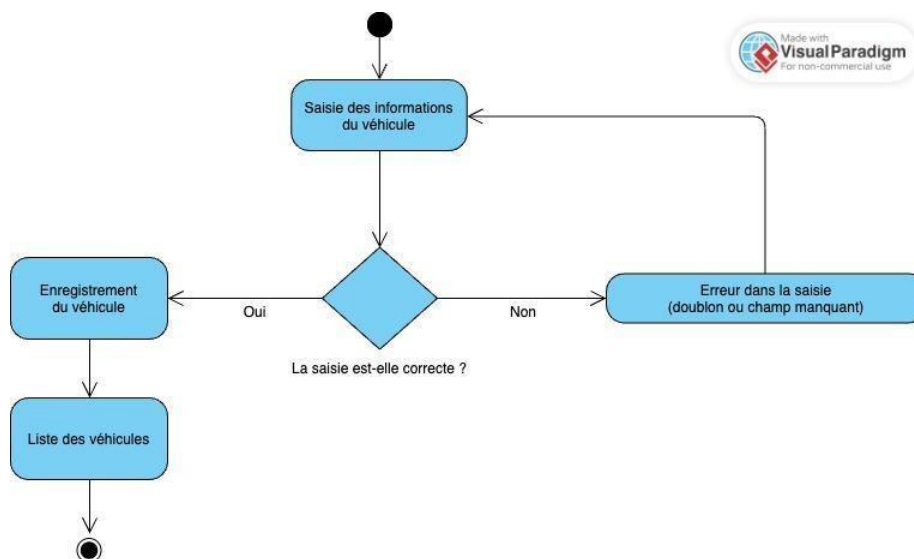 Made with
Visual Paradigm
For non-commercial use
Saisie des informations
du véhicule
Enregistrement
du véhicule
Oui
Non
Erreur dans la saisie
(doublon ou champ manquant)
La saisie est-elle correcte ?
Liste des véhicules